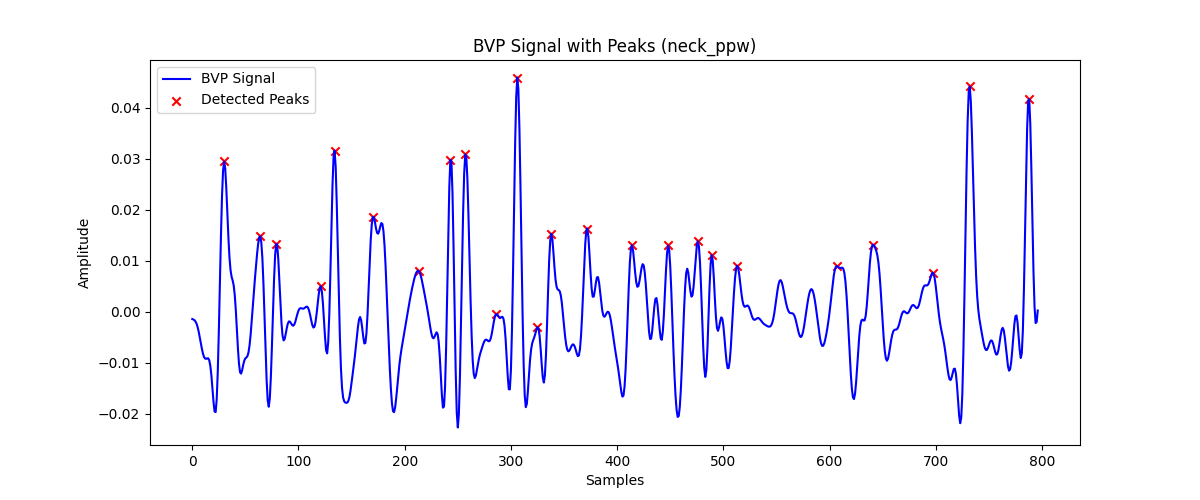 BVP Signal with Peaks (neck_ppw)
BVP Signal
Detected Peaks
Amplitude
0.04
0.03
0.02
0.01
0.00
−0.01
−0.02
0 100 200 300 400 500 600 700 800
Samples